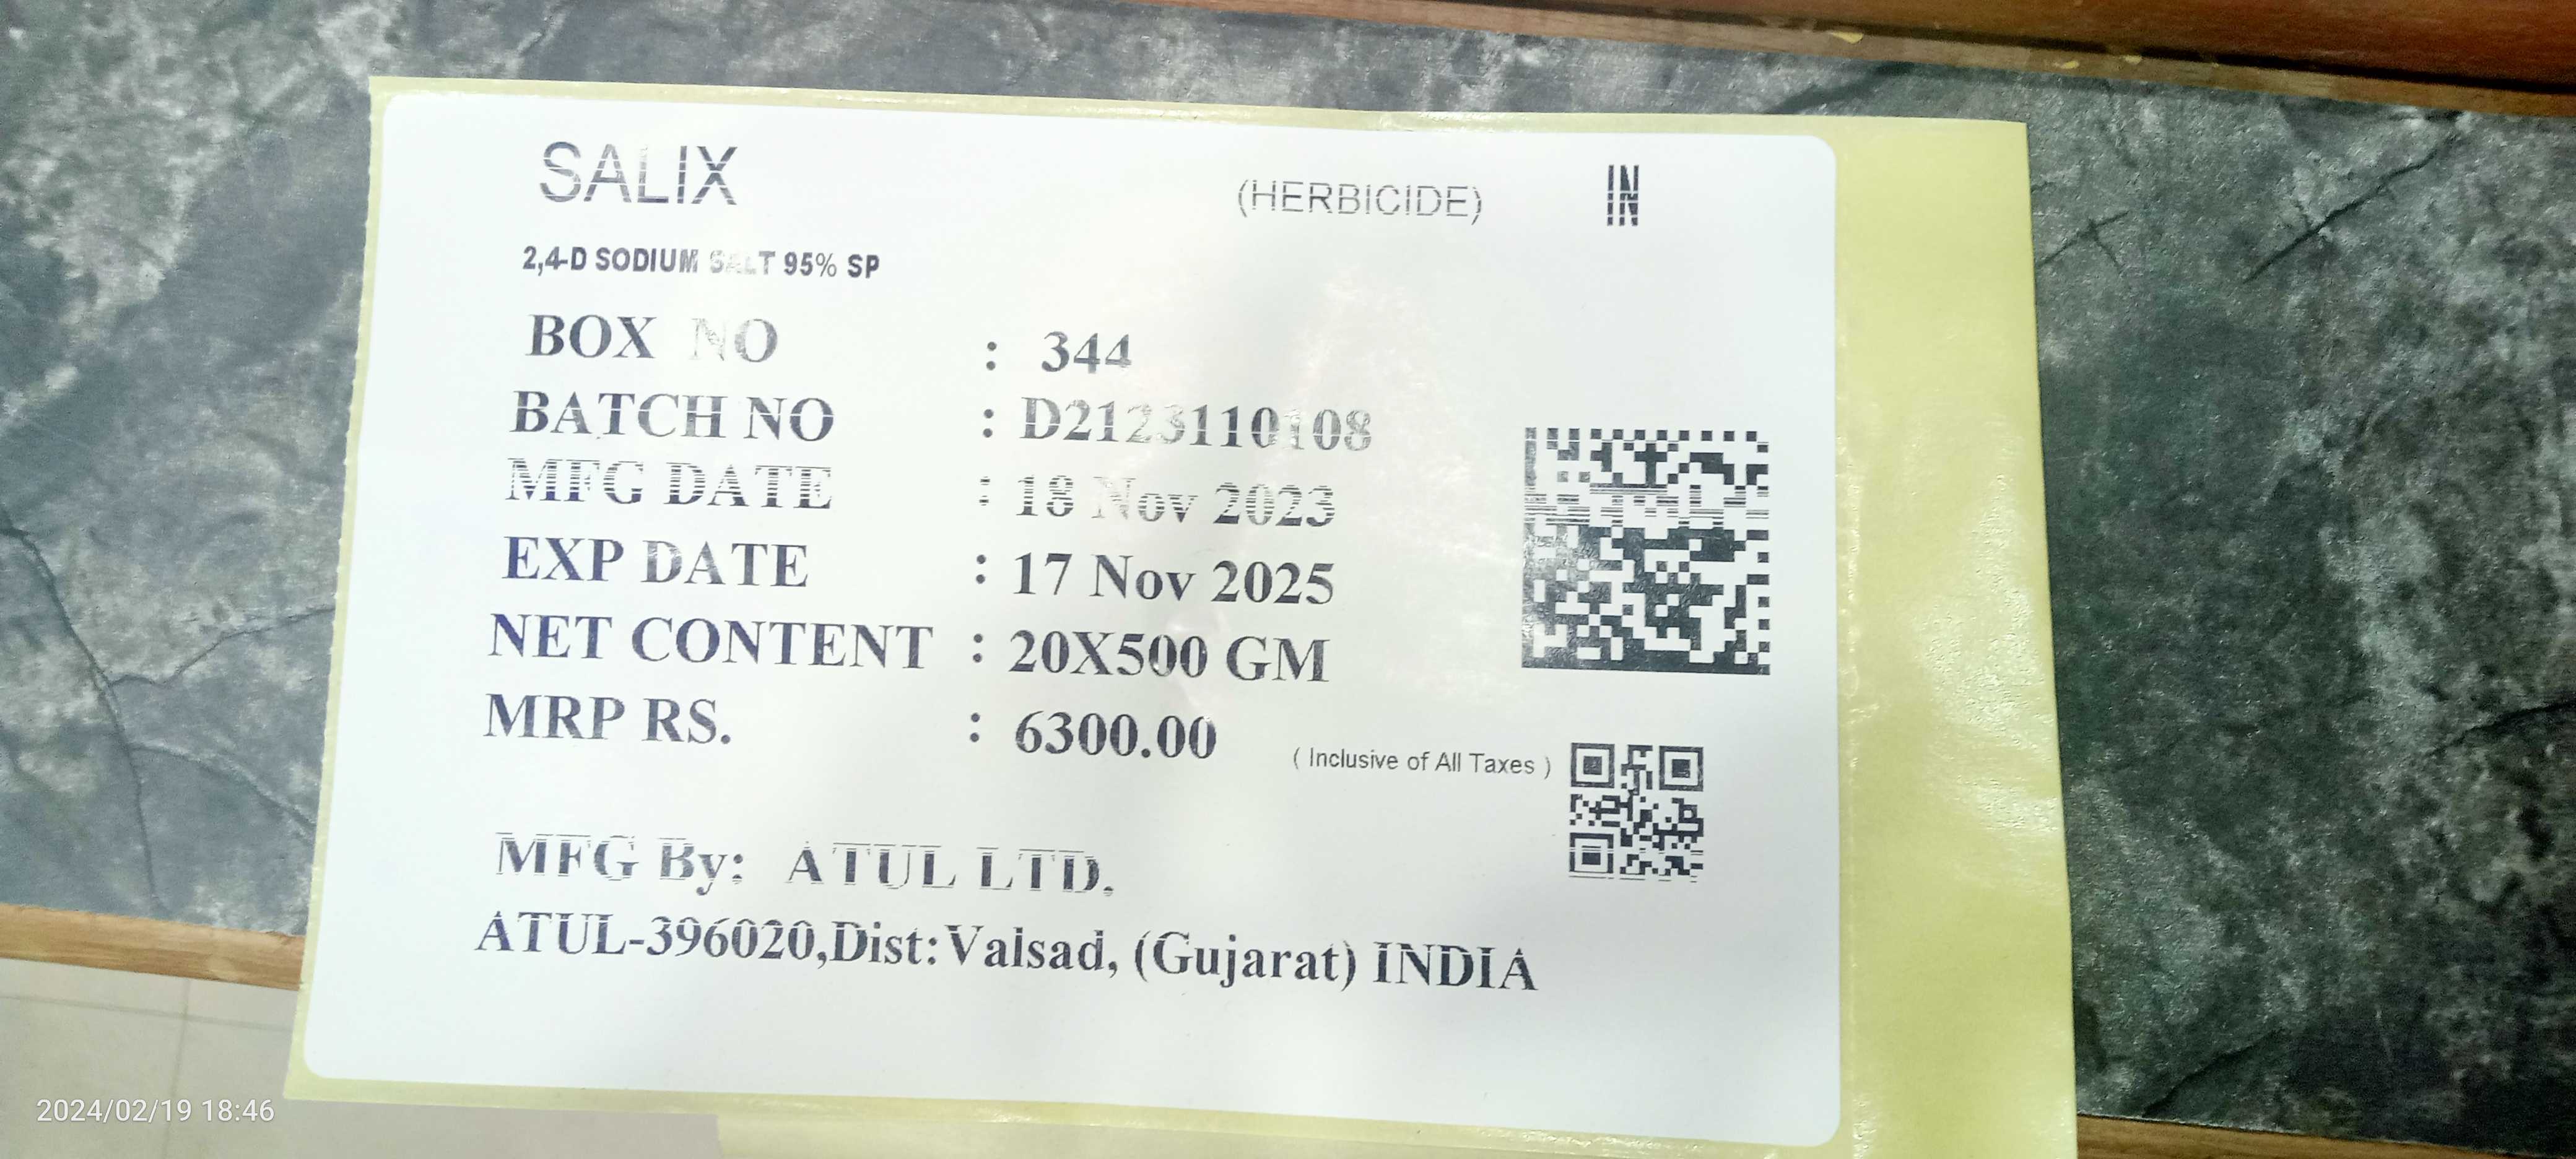 SALIX (HERBICIDE) IN
2,4-D SODIUM SALT 95% SP
BOX NO : 344
BATCH NO : D2123110108
MFG DATE : 18 Nov 2023
EXP DATE : 17 Nov 2025
NET CONTENT : 20X500 GM
MRP RS. : 6300.00 ( Inclusive of All Taxes )
MFG By: ATUL LTD.
ATUL-396020,Dist:Valsad, (Gujarat) INDIA
2024/02/19 18:46